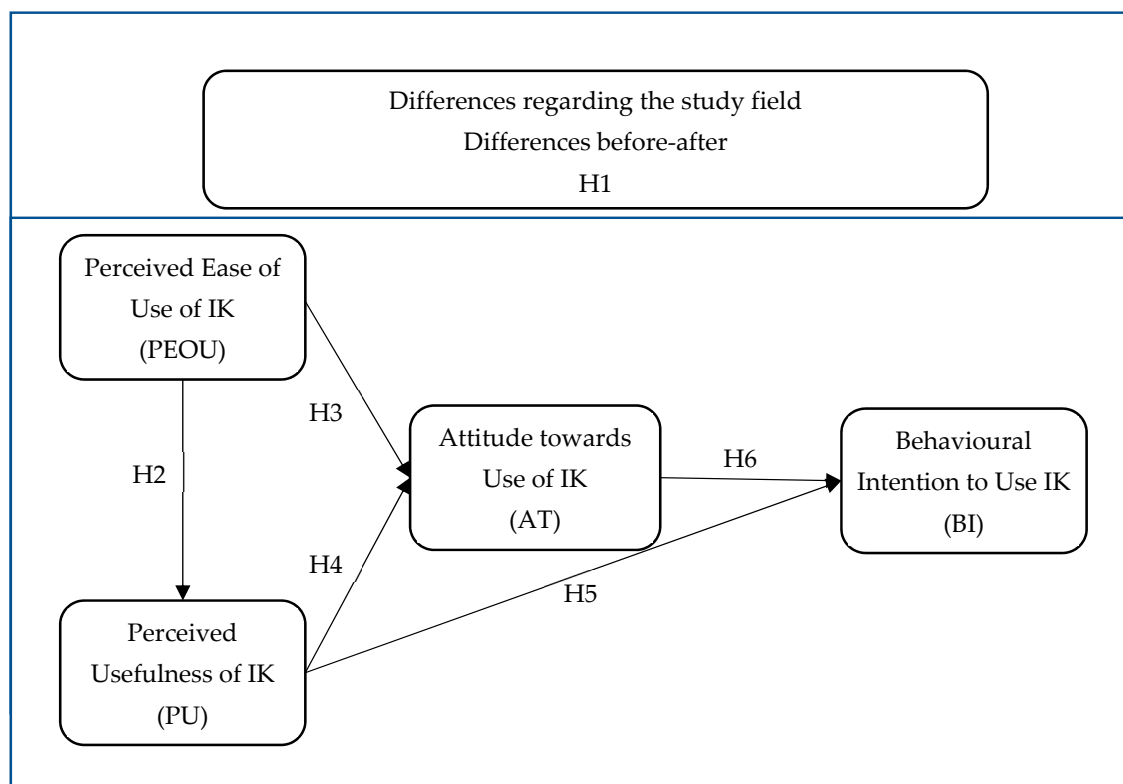 Differences regarding the study field
Differences before-after
H1
Perceived Ease of
Use of IK
(PEOU)
H3
H2
Attitude towards
Use of IK
(AT)
H6
Behavioural
Intention to Use IK
(BI)
H4
H5
Perceived
Usefulness of IK
(PU)